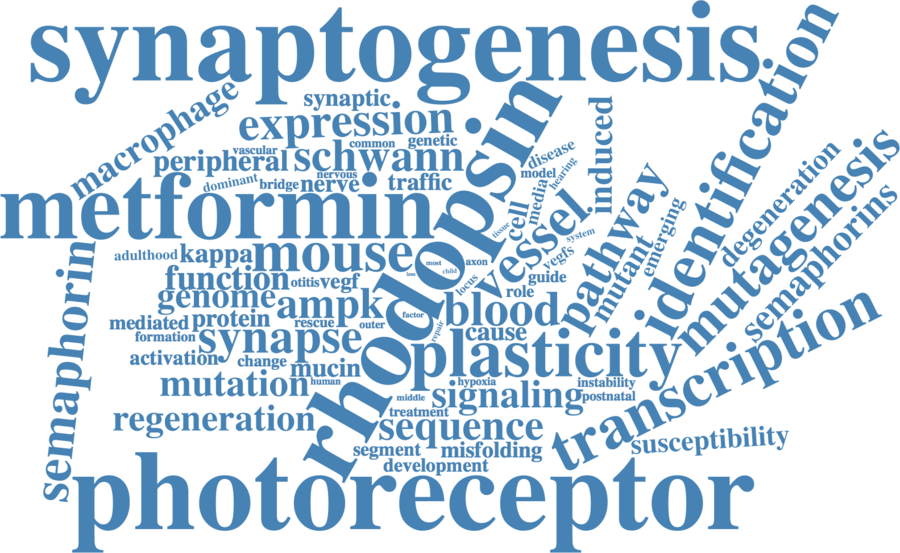 synaptogenesis
identification
macrophage
synaptic
expression
rhodopsin
induced
common
genetic
vascular
peripheral
schwann
disease
model
hearing
nervous
dominant
bridge
nerve
traffic
metformin
cell
media
tissue
vessel
system
pathway
degeneration
mutagenesis
semaphorins
emerging
mutant
vegfs
adulthood
kappa
mouse
loss
most
child
axon
locus
guide
role
function
otitis
vegf
genome
ampk
factor
blood
mediated
protein
rescue
outer
repair
cause
formation
synapse
plasticity
transcription
semaphorin
activation
change
mucin
mutation
human
hypoxia
instability
middle
signaling
postnatal
regeneration
treatment
sequence
susceptibility
segment
misfolding
development
photoreceptor